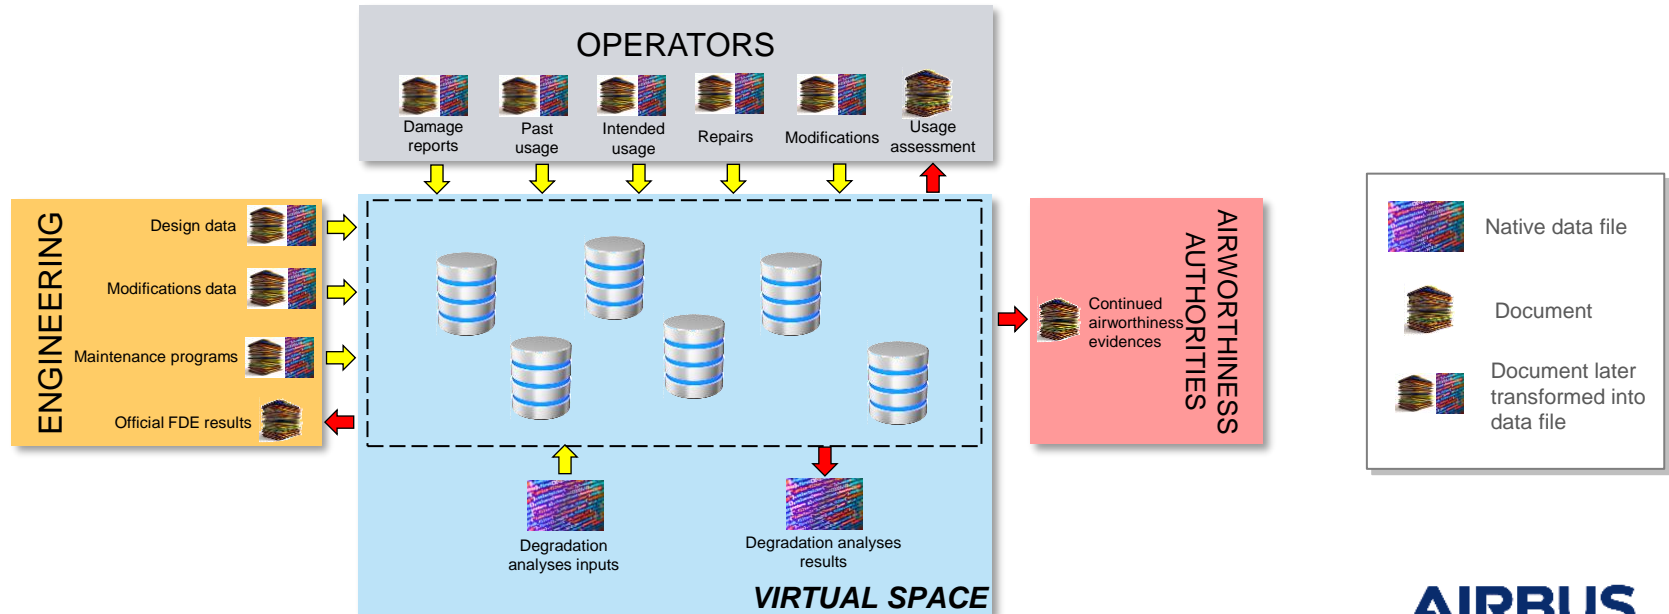 OPERATORS
Damage
reports
Past
usage
Intended
usage
Repairs
Modifications
Usage
assessment
ENGINEERING
Design data
Modifications data
Maintenance programs
Official FDE results
Degradation
analyses inputs
Degradation analyses
results
VIRTUAL SPACE
Continued
airworthiness
evidences
AIRWORTHINESS
AUTHORITIES
Native data file
Document
Document later
transformed into
data file
AIRBUS